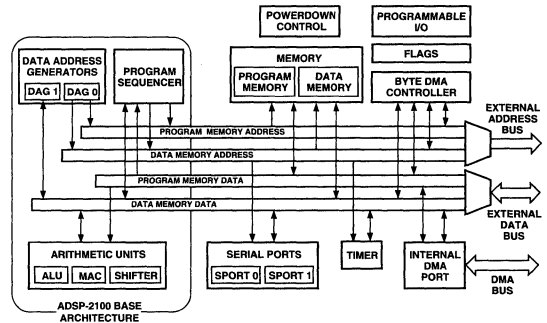 POWERDOWN
CONTROL
PROGRAMMABLE
I/O
FLAGS
DATA ADDRESS
GENERATORS
DAG 1
DAG 0
PROGRAM
SEQUENCER
MEMORY
PROGRAM
MEMORY
DATA
MEMORY
BYTE DMA
CONTROLLER
EXTERNAL
ADDRESS
BUS
PROGRAM MEMORY ADDRESS
DATA MEMORY ADDRESS
PROGRAM MEMORY DATA
DATA MEMORY DATA
EXTERNAL
DATA
BUS
ARITHMETIC UNITS
ALU
MAC
SHIFTER
SERIAL PORTS
SPORT 0
SPORT 1
TIMER
INTERNAL
DMA
PORT
DMA
BUS
ADSP-2100 BASE
ARCHITECTURE